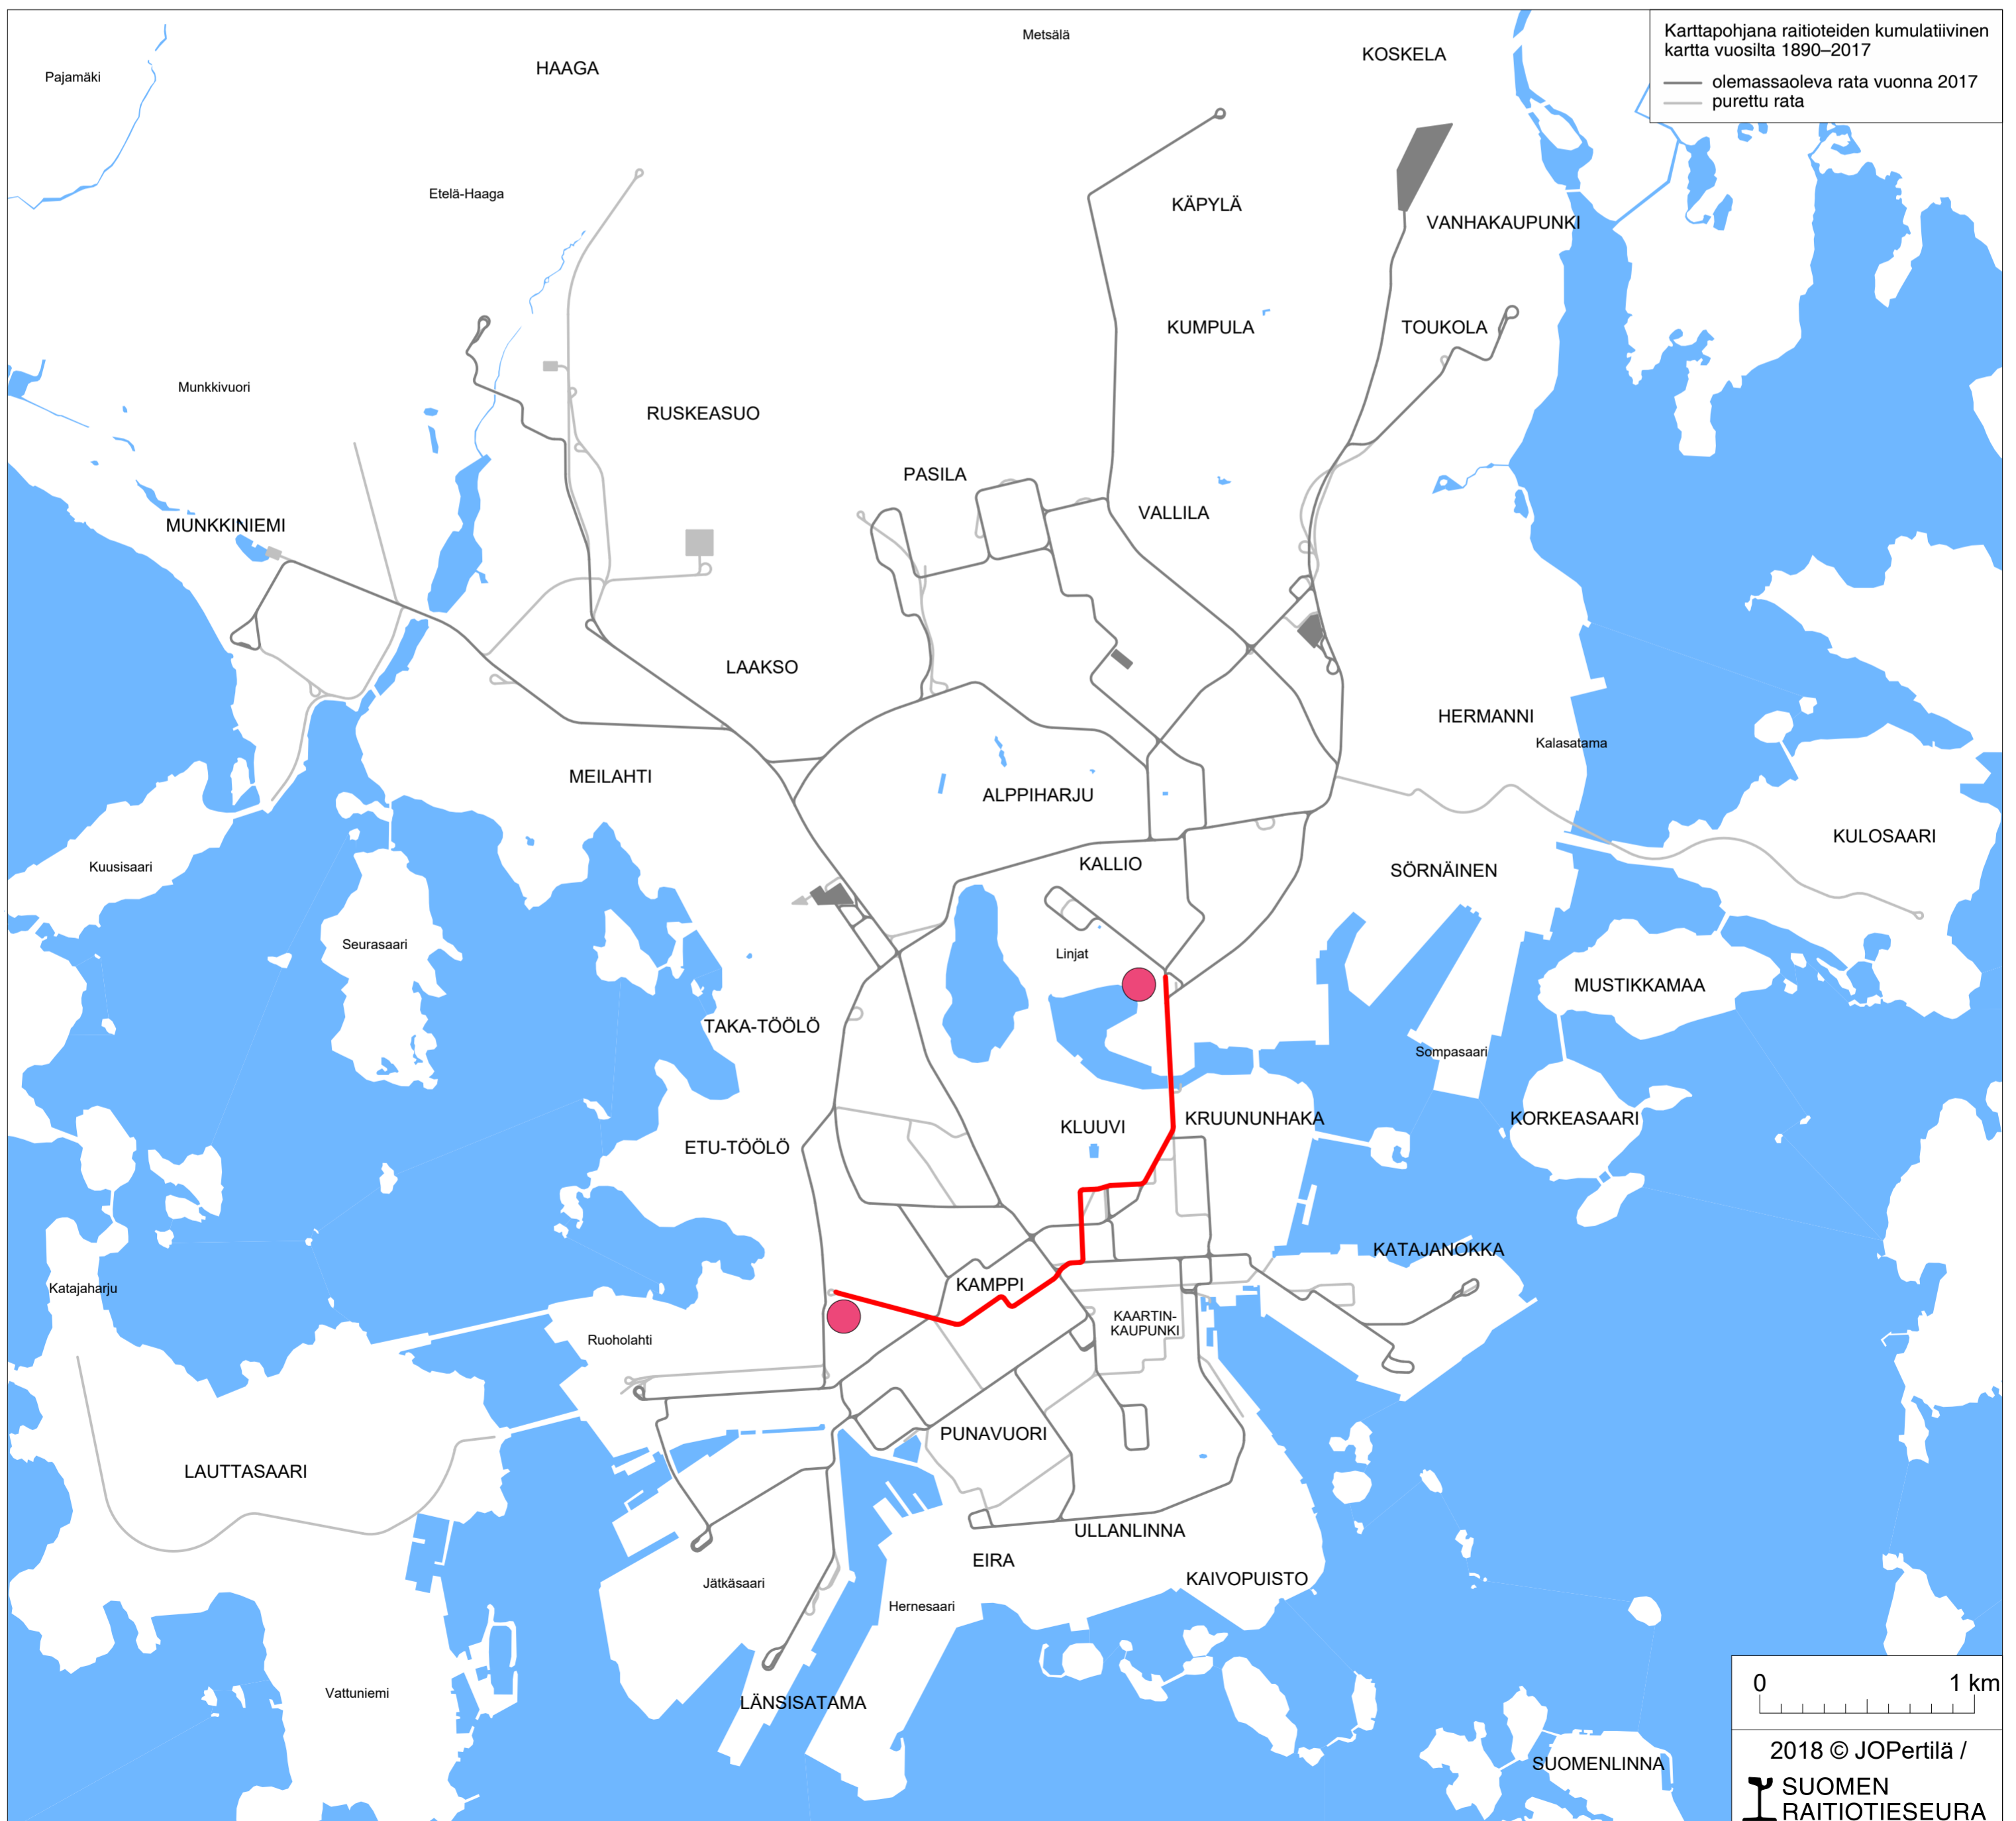 Karttapohjana raitioteiden kumulatiivinen
kartta vuosilta 1890–2017
olemassaoleva rata vuonna 2017
purettu rata
Metsälä
KOSKELA
HAAGA
Pajamäki
Etelä-Haaga
KÄPYLÄ
VANHAKAUPUNKI
KUMPULA
TOUKOLA
Munkkivuori
RUSKEASUO
PASILA
VALLILA
MUNKKINIEMI
LAAKSO
HERMANNI
Kalasatama
MEILAHTI
ALPPIHARJU
KULOSAARI
Kuusisaari
KALLIO
SÖRNÄINEN
Seurasaari
Linjat
MUSTIKKAMAA
TAKA-TÖÖLÖ
Sompasaari
KLUUVI
KRUUNUNHAKA
KORKEASAARI
ETU-TÖÖLÖ
KATAJANOKKA
Katajaharju
KAMPPI
KAARTIN-
KAUPUNKI
Ruoholahti
PUNAVUORI
LAUTTASAARI
ULLANLINNA
EIRA
Jätkäsaari
KAIVOPUISTO
Hernesaari
Vattuniemi
LÄNSISATAMA
SUOMENLINNA
0 1 km
2018 © JOPertilä /
SUOMEN
RAITIOTIESEURA